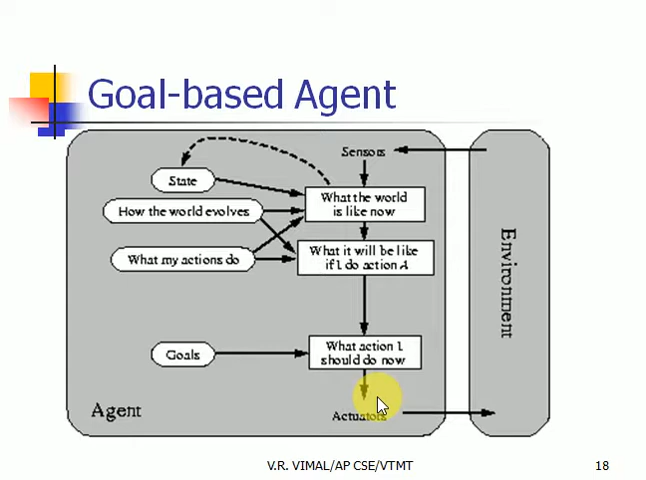 Goal-based Agent
Sensors
State
What the world
is like now
How the world evolves
What it will be like
if I do action A
What my actions do
Environment
What action I
should do now
Goals
Agent
Actuators
V.R. VIMAL/AP CSE/VTMT
18